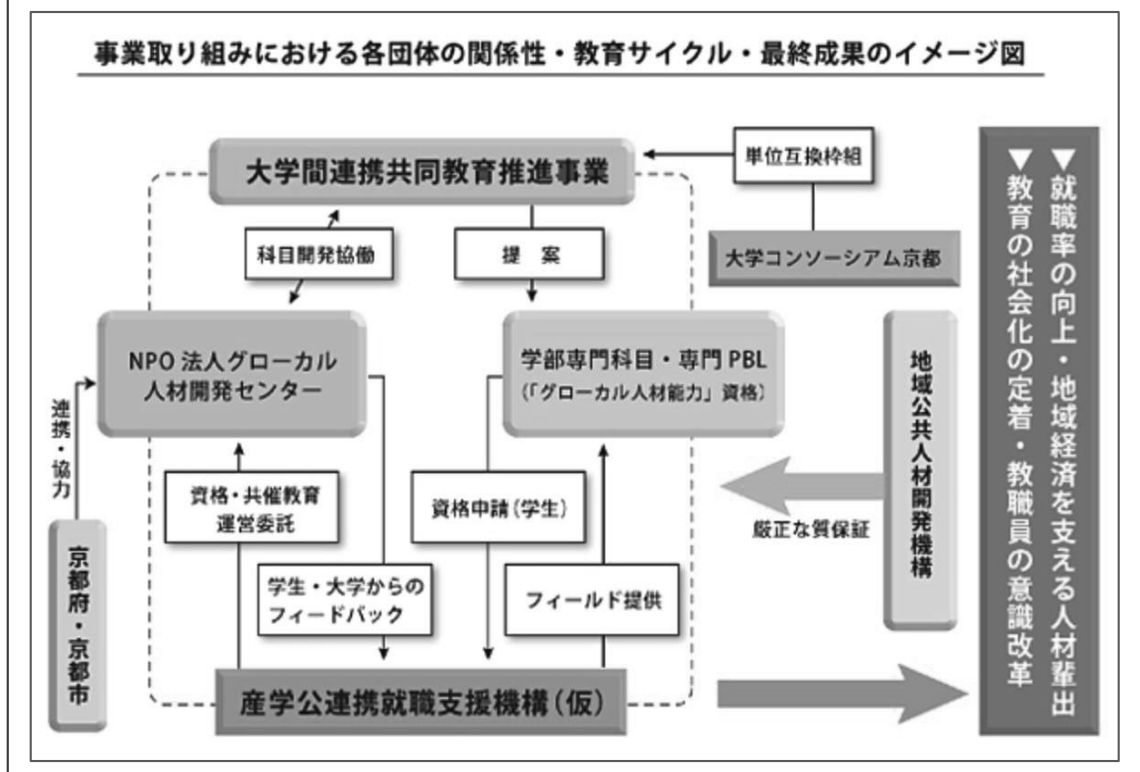 事業取り組みにおける各団体の関係性・教育サイクル・最終成果のイメージ図
大学間連携共同教育推進事業
単位互換枠組
大学コンソーシアム京都
科目開発協働
提 案
NPO 法人グローカル
人材開発センター
学部専門科目・専門 PBL
(「グローカル人材能力」資格)
連携・協力
京都府・京都市
資格・共催教育
運営委託
資格申請(学生)
学生・大学からの
フィードバック
フィールド提供
地域公共人材開発機構
厳正な質保証
産学公連携就職支援機構(仮)
▼就職率の向上・地域経済を支える人材輩出
▼教育の社会化の定着・教職員の意識改革